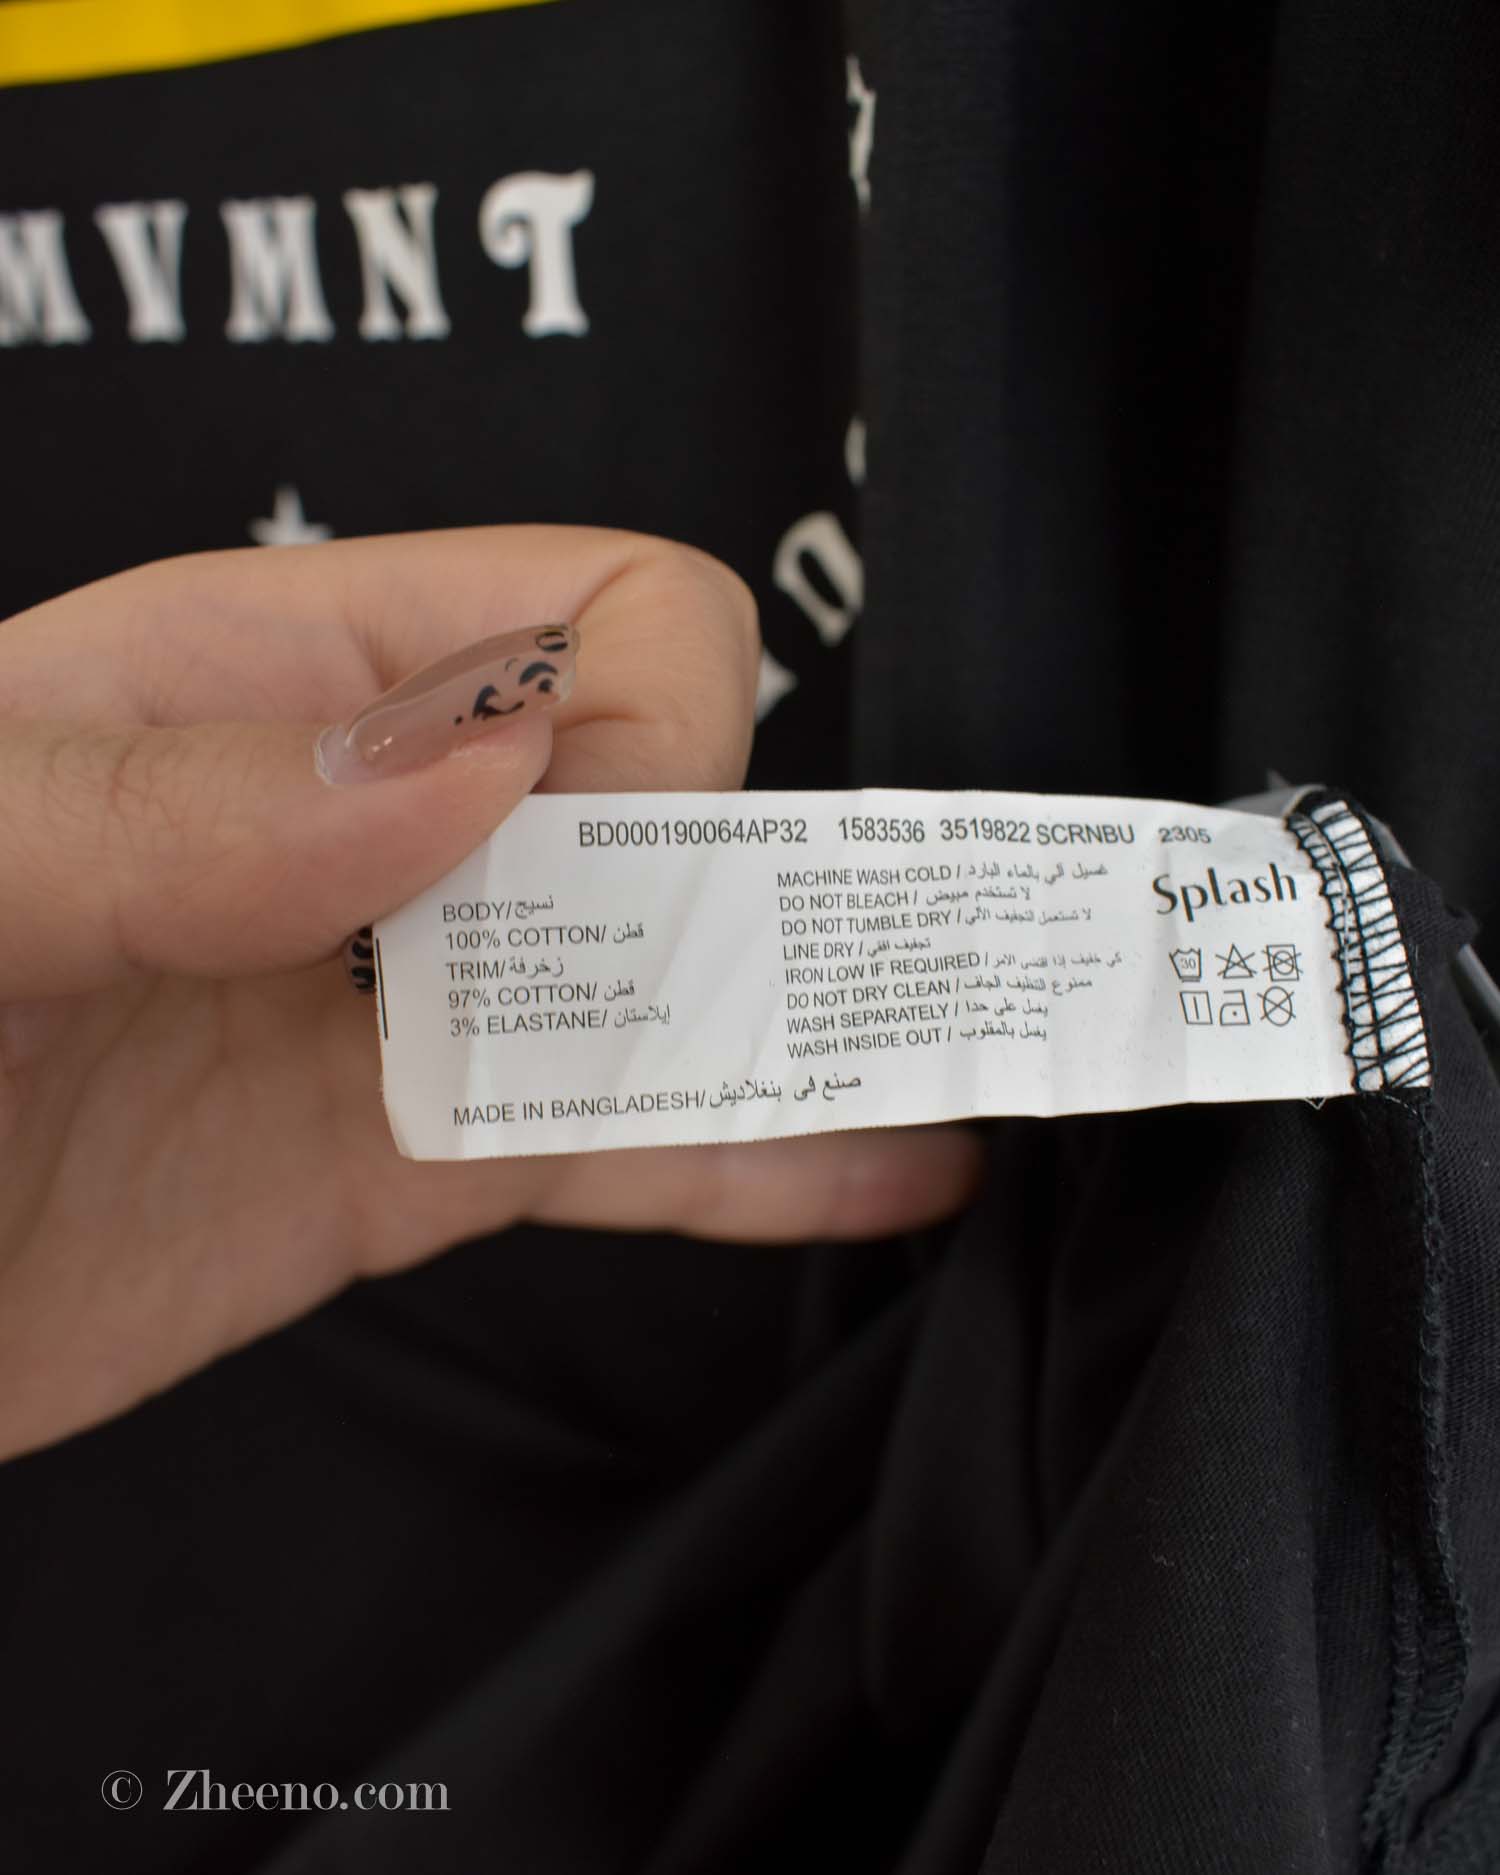 MVMNT
BD000190064AP32 1583536 3519822 SCRNBU 2305
Splash
BODY/نسيج
100% COTTON/ قطن
TRIM/زخرفة
97% COTTON/ قطن
3% ELASTANE/ إيلاستان
MACHINE WASH COLD / غسيل آلي بالماء البارد
DO NOT BLEACH / لا تستخدم مبيض
DO NOT TUMBLE DRY / لا تستعمل التجفيف الآلي
LINE DRY / تجفيف افقي
IRON LOW IF REQUIRED / كي خفيف إذا اقتضى الامر
DO NOT DRY CLEAN / ممنوع التنظيف الجاف
WASH SEPARATELY / يغسل على حدا
WASH INSIDE OUT / يغسل بالمقلوب
30
MADE IN BANGLADESH/صنع في بنغلاديش
© Zheeno.com